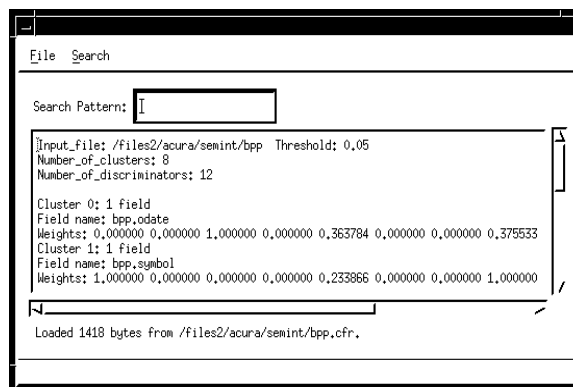 File Search
Search Pattern:
Input_file: /files2/acura/semint/bpp Threshold: 0.05
Number_of_clusters: 8
Number_of_discriminators: 12
Cluster 0: 1 field
Field name: bpp.odate
Weights: 0.000000 0.000000 1.000000 0.000000 0.363784 0.000000 0.000000 0.375533
Cluster 1: 1 field
Field name: bpp.symbol
Weights: 1.000000 0.000000 0.000000 0.000000 0.233866 0.000000 0.000000 1.000000
Loaded 1418 bytes from /files2/acura/semint/bpp.cfr.